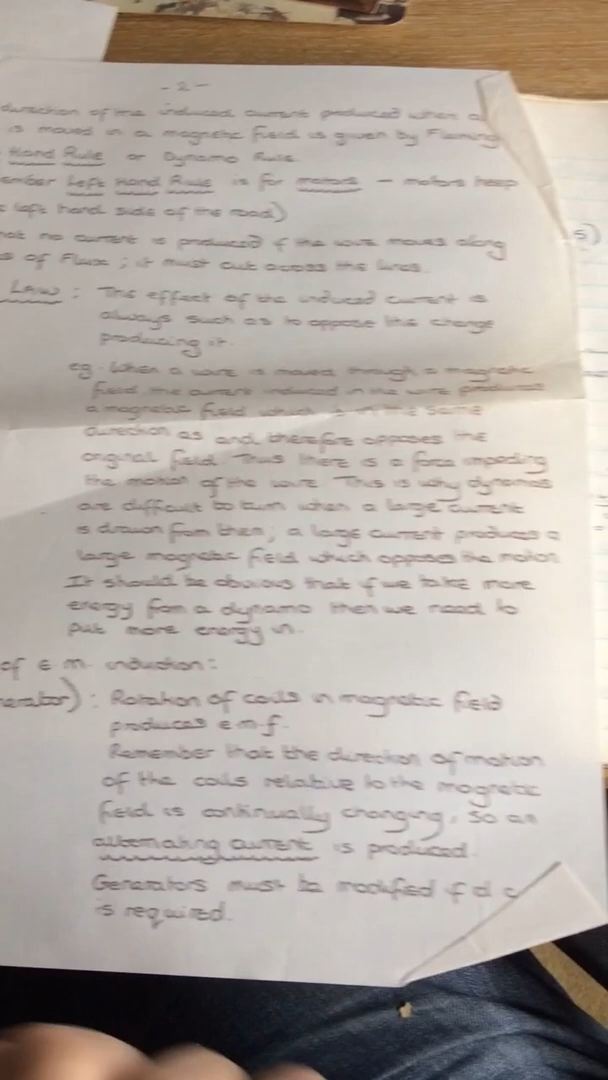 - 2 -
direction of the induced current produced when a
is moved in a magnetic field is given by Fleming
Hand Rule or Dynamo Rule.
ember Left Hand Rule is for motors - motors keep
left hand side of the road)
hat no current is produced if the wire moves along
s of Flux ; it must cut across the lines.
LAW : The effect of the induced current is
always such as to oppose the change
producing it.
eg. When a wire is moved through a magnetic
field, the current induced in the wire produces
a magnetic field which is in the same
direction as and therefore opposes the
original field. Thus there is a force impeding
the motion of the wire. This is why dynamos
are difficult to turn when a large current
is drawn from them; a large current produces a
large magnetic field which opposes the motion
It should be obvious that if we take more
energy from a dynamo then we need to
put more energy in.
of e.m. induction:
nerator) : Rotation of coils in magnetic field
produces e.m.f.
Remember that the direction of motion
of the coils relative to the magnetic
field is continually changing, so an
alternating current is produced.
Generators must be modified if d c
is required.
5)